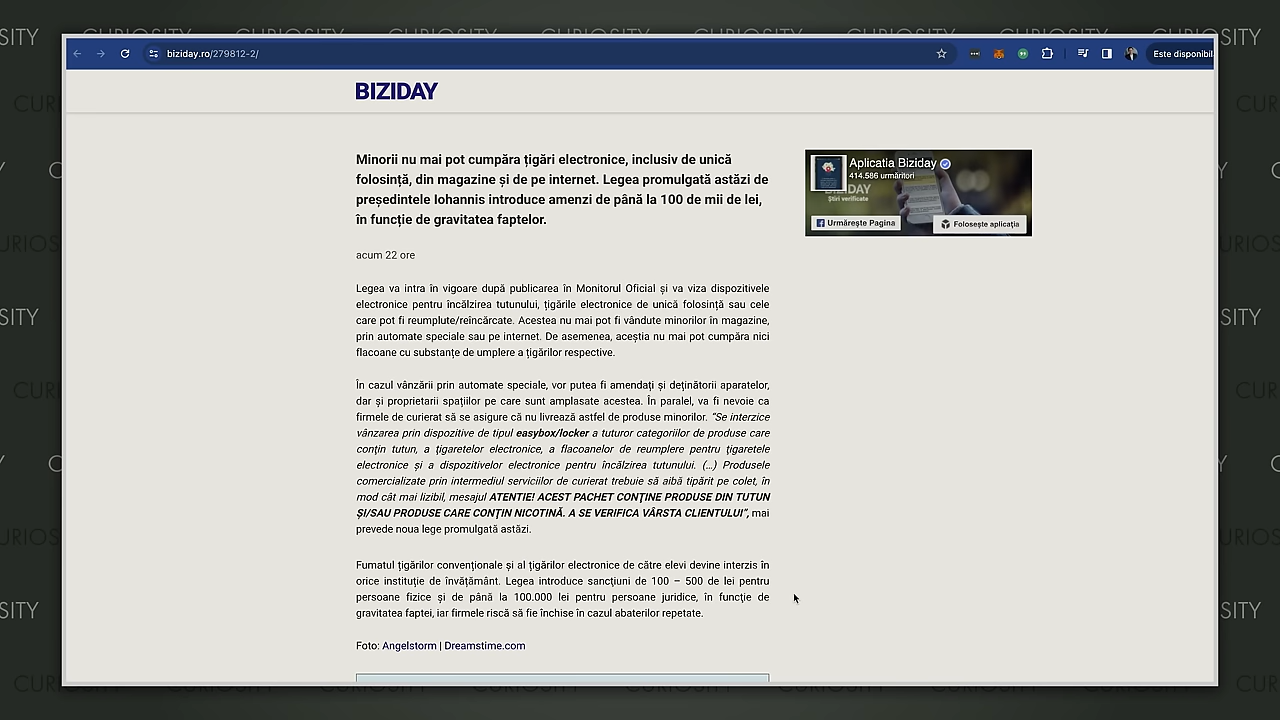 CURIOSITY CURIOSITY CURIOSITY CURIOSITY CURIOSITY CURIOSITY CURIOSITY
biziday.ro/279812-2/
Este disponibil
BIZIDAY
Minorii nu mai pot cumpăra țigări electronice, inclusiv de unică
folosință, din magazine și de pe internet. Legea promulgată astăzi de
președintele Iohannis introduce amenzi de până la 100 de mii de lei,
în funcție de gravitatea faptelor.
acum 22 ore
Legea va intra în vigoare după publicarea în Monitorul Oficial și va viza dispozitivele
electronice pentru încălzirea tutunului, țigările electronice de unică folosință sau cele
care pot fi reumplute/reîncărcate. Acestea nu mai pot fi vândute minorilor în magazine,
prin automate speciale sau pe internet. De asemenea, aceștia nu mai pot cumpăra nici
flacoane cu substanțe de umplere a țigărilor respective.
În cazul vânzării prin automate speciale, vor putea fi amendați și deținătorii aparatelor,
dar și proprietarii spațiilor pe care sunt amplasate acestea. În paralel, va fi nevoie ca
firmele de curierat să se asigure că nu livrează astfel de produse minorilor. “Se interzice
vânzarea prin dispozitive de tipul easybox/locker a tuturor categoriilor de produse care
conțin tutun, a țigaretelor electronice, a flacoanelor de reumplere pentru țigaretele
electronice și a dispozitivelor electronice pentru încălzirea tutunului. (…) Produsele
comercializate prin intermediul serviciilor de curierat trebuie să aibă tipărit pe colet, în
mod cât mai lizibil, mesajul ATENTIE! ACEST PACHET CONȚINE PRODUSE DIN TUTUN
ȘI/SAU PRODUSE CARE CONȚIN NICOTINĂ. A SE VERIFICA VÂRSTA CLIENTULUI”, mai
prevede noua lege promulgată astăzi.
Fumatul țigărilor convenționale și al țigărilor electronice de către elevi devine interzis în
orice instituție de învățământ. Legea introduce sancțiuni de 100 – 500 de lei pentru
persoane fizice și de până la 100.000 lei pentru persoane juridice, în funcție de
gravitatea faptei, iar firmele riscă să fie închise în cazul abaterilor repetate.
Foto: Angelstorm | Dreamstime.com
Aplicatia Biziday
414.586 urmăritori
BIZIDAY
Știri verificate
Urmărește Pagina
Folosește aplicația